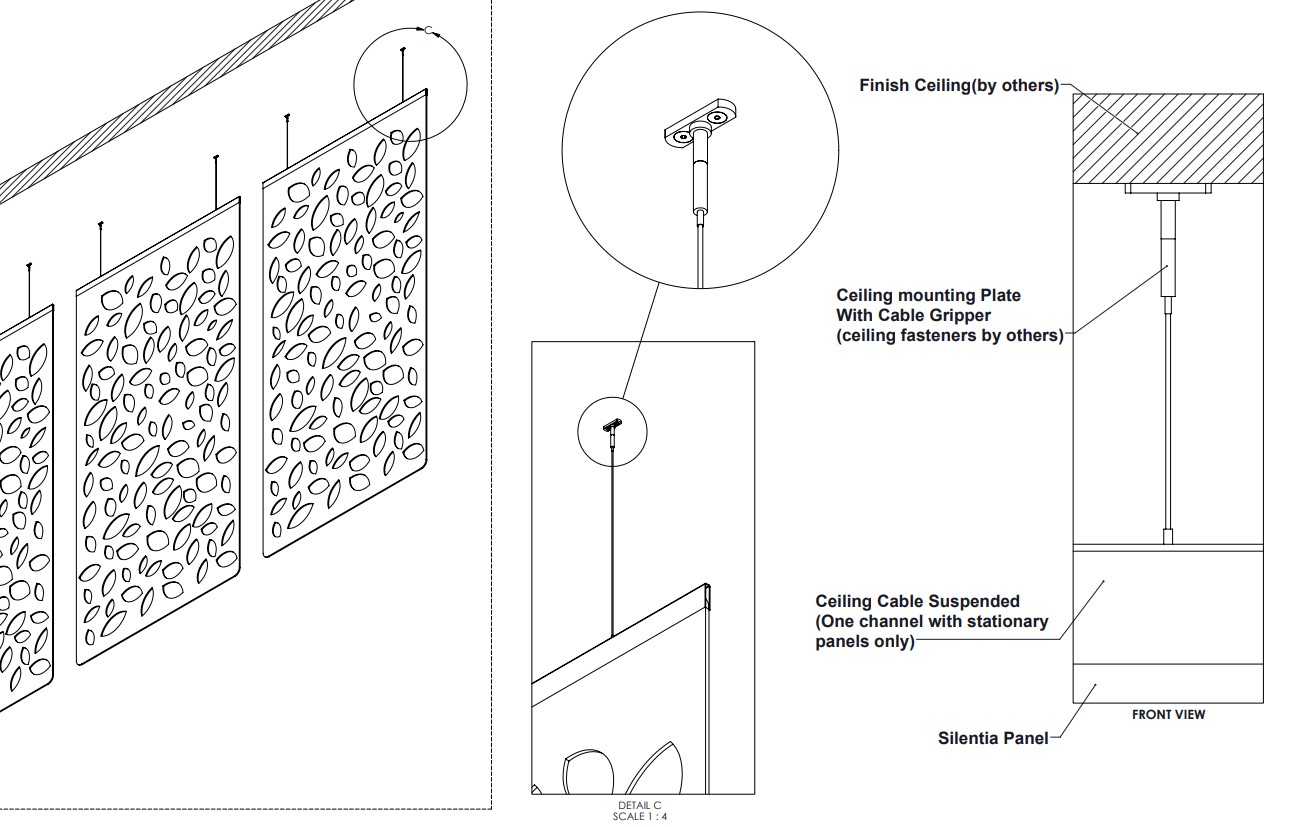 C
Finish Ceiling(by others)
Ceiling mounting Plate
With Cable Gripper
(ceiling fasteners by others)
Ceiling Cable Suspended
(One channel with stationary
panels only)
FRONT VIEW
Silentia Panel
DETAIL C
SCALE 1 : 4